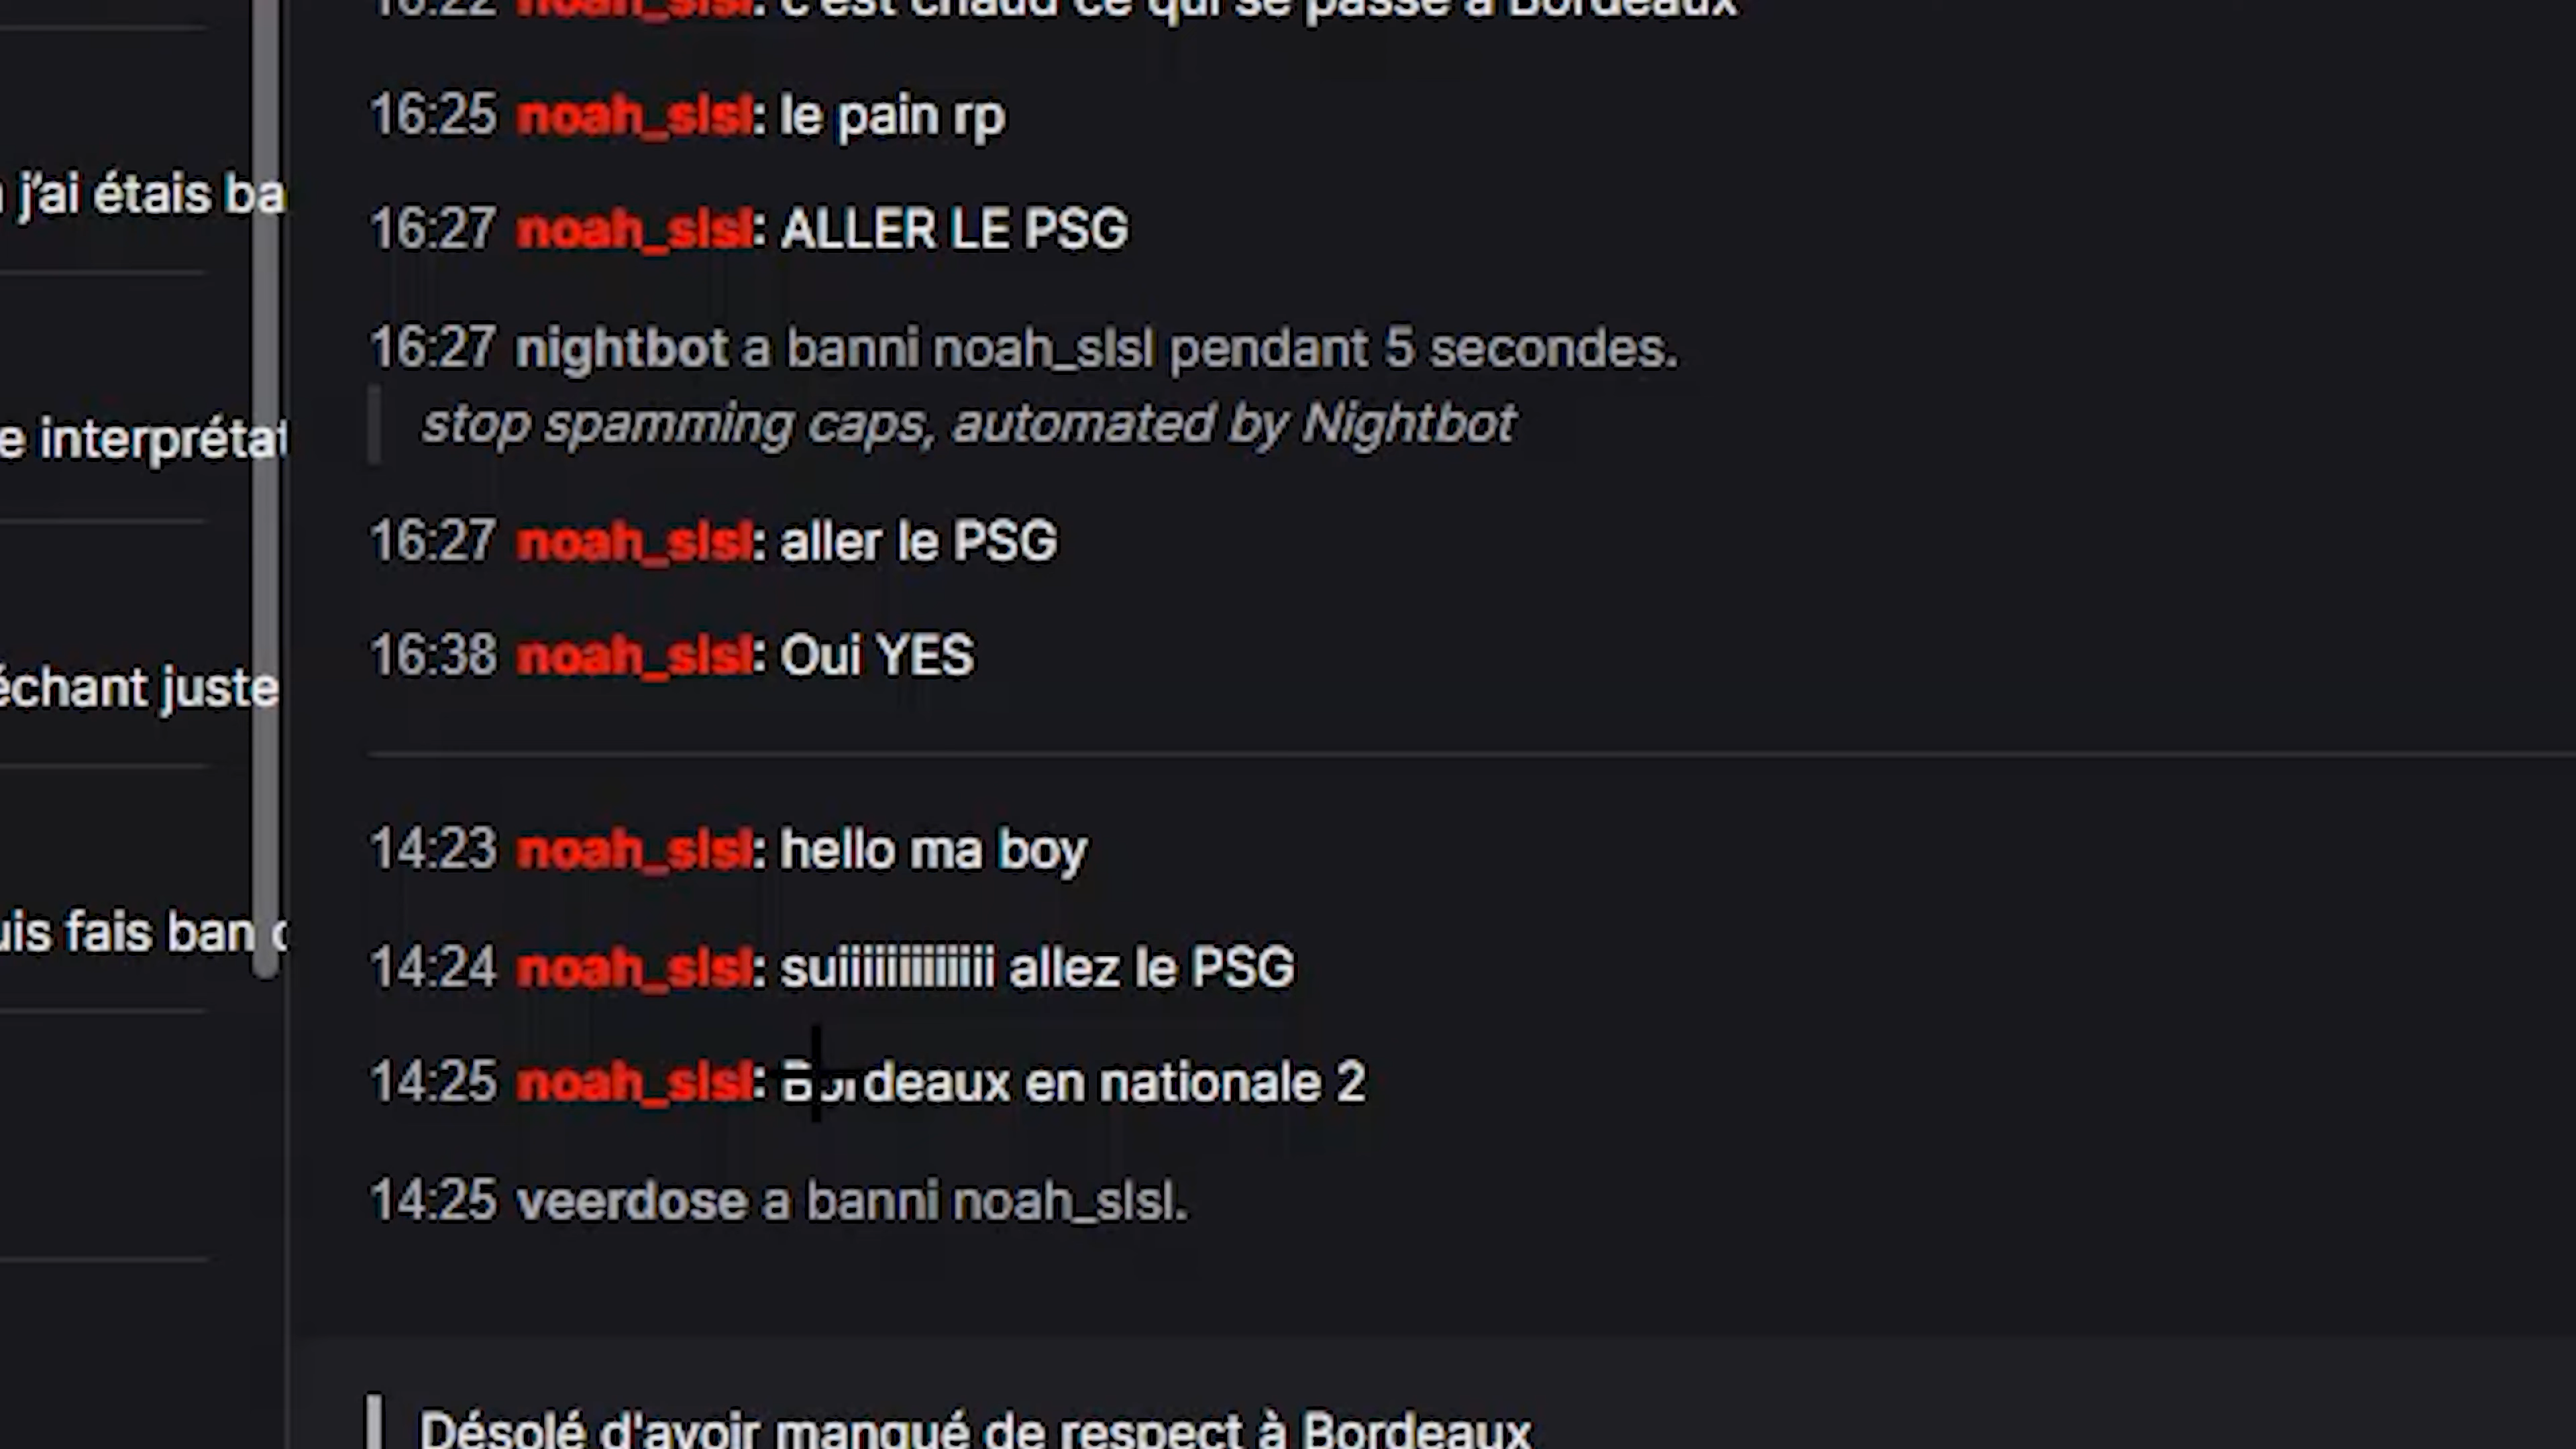 16:22 noah_slsl: c'est chaud ce qui se passe à Bordeaux
16:25 noah_slsl: le pain rp
j'ai étais ba
16:27 noah_slsl: ALLER LE PSG
16:27 nightbot a banni noah_slsl pendant 5 secondes.
stop spamming caps, automated by Nightbot
e interprétat
16:27 noah_slsl: aller le PSG
16:38 noah_slsl: Oui YES
échant juste
14:23 noah_slsl: hello ma boy
uis fais ban
14:24 noah_slsl: suiiiiiiiiiiiii allez le PSG
14:25 noah_slsl: Bordeaux en nationale 2
14:25 veerdose a banni noah_slsl.
Désolé d'avoir manqué de respect à Bordeaux